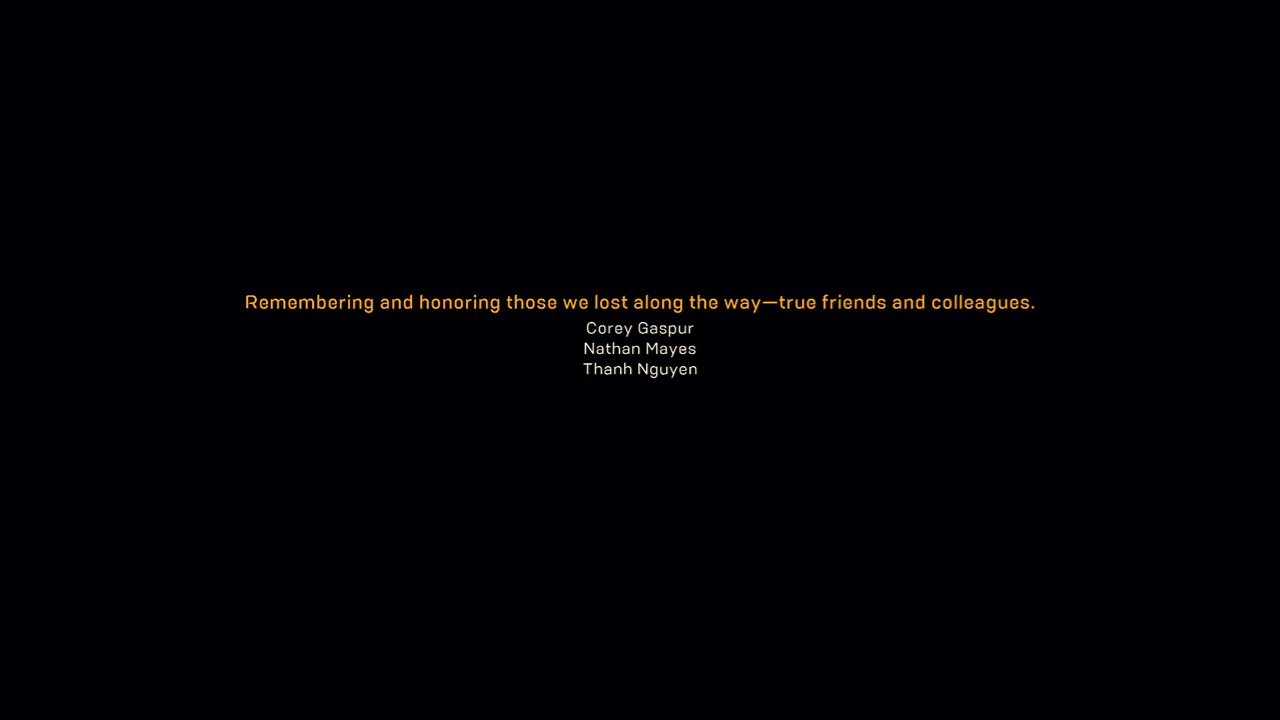 Remembering and honoring those we lost along the way—true friends and colleagues.
Corey Gaspur
Nathan Mayes
Thanh Nguyen